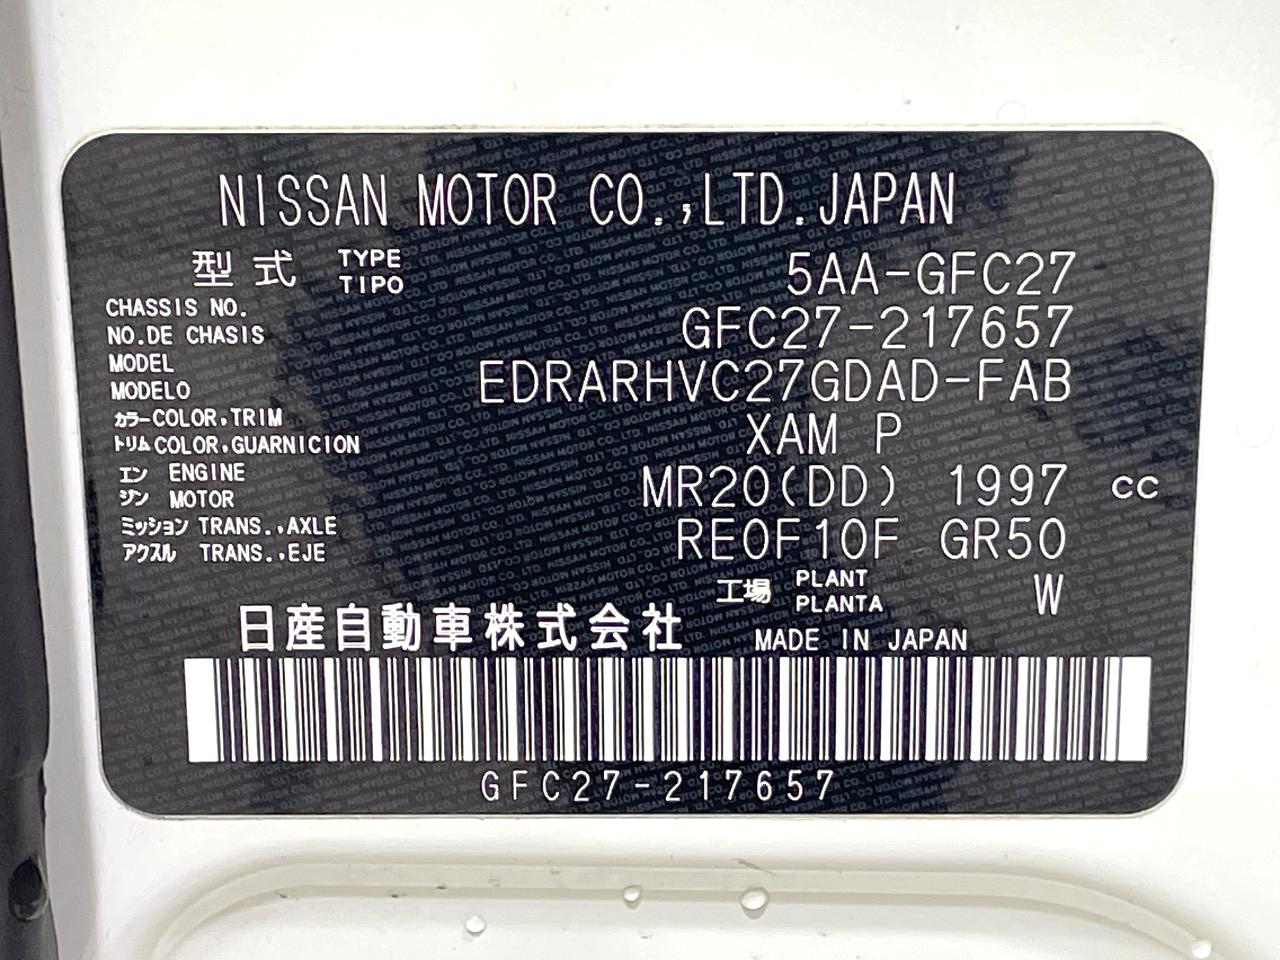 NISSAN MOTOR CO.,LTD.JAPAN
型式 TYPE TIPO 5AA-GFC27
CHASSIS NO. NO.DE CHASIS GFC27-217657
MODEL MODELO EDRARHVC27GDAD-FAB
カラー COLOR,TRIM トリム COLOR,GUARNICION XAM P
エンジン ENGINE MOTOR MR20(DD) 1997 cc
ミッション TRANS.,AXLE アクスル TRANS.,EJE RE0F10F GR50
工場 PLANT PLANTA W
日産自動車株式会社 MADE IN JAPAN
GFC27-217657